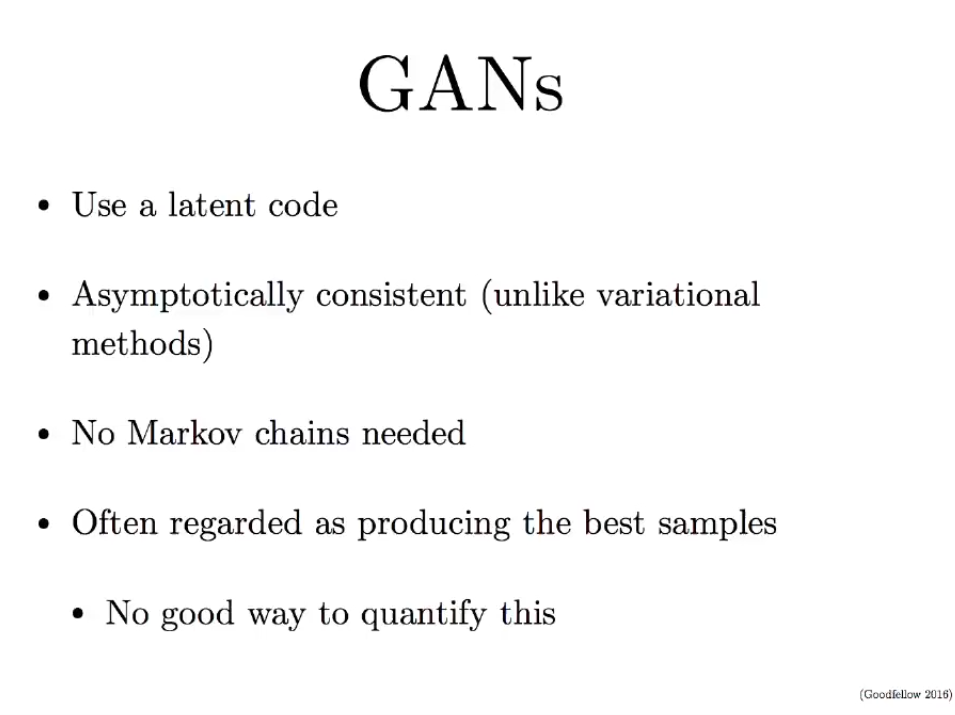 GANs
• Use a latent code
• Asymptotically consistent (unlike variational
methods)
• No Markov chains needed
• Often regarded as producing the best samples
• No good way to quantify this
(Goodfellow 2016)